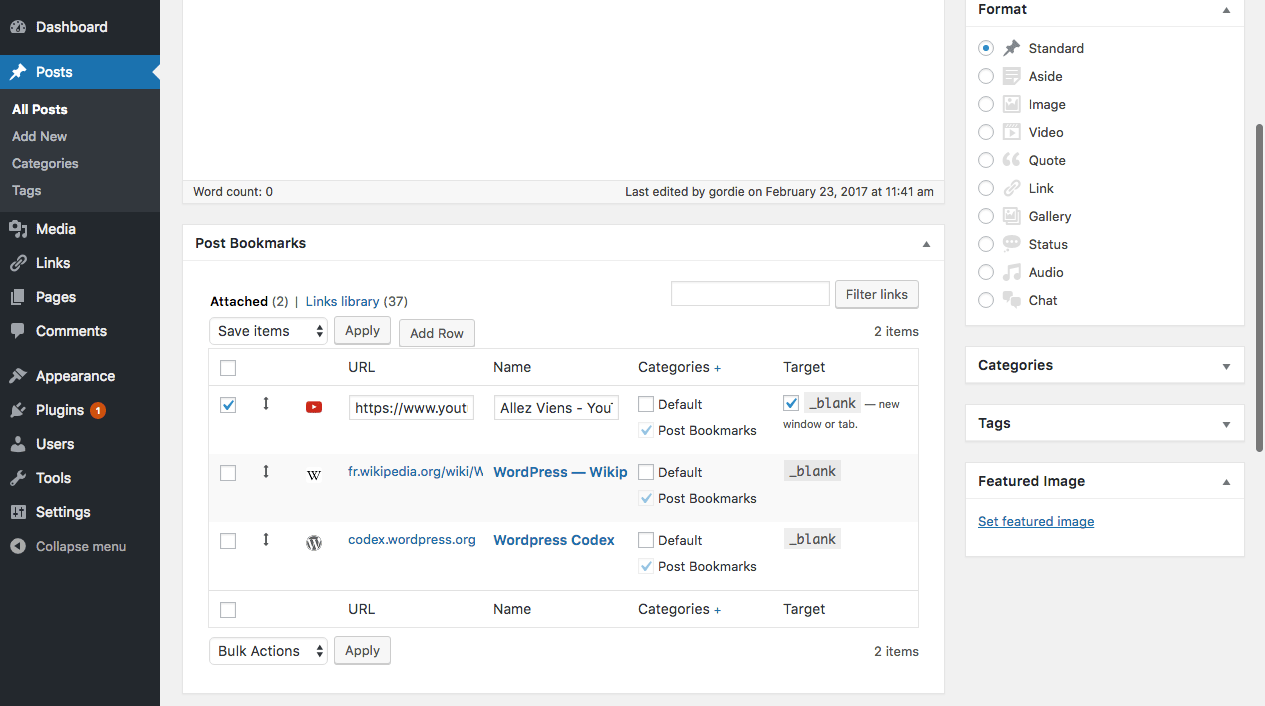 Dashboard
Posts
All Posts
Add New
Categories
Tags
Media
Links
Pages
Comments
Appearance
Plugins 1
Users
Tools
Settings
Collapse menu
Word count: 0
Last edited by gordie on February 23, 2017 at 11:41 am
Post Bookmarks
Attached (2) | Links library (37)
Filter links
Save items
Apply
Add Row
2 items
URL Name Categories + Target
https://www.yout Allez Viens - You Default _blank — new
Post Bookmarks window or tab.
fr.wikipedia.org/wiki/W WordPress — Wikip Default _blank
Post Bookmarks
codex.wordpress.org Wordpress Codex Default _blank
Post Bookmarks
URL Name Categories + Target
Bulk Actions
Apply
2 items
Format
Standard
Aside
Image
Video
Quote
Link
Gallery
Status
Audio
Chat
Categories
Tags
Featured Image
Set featured image